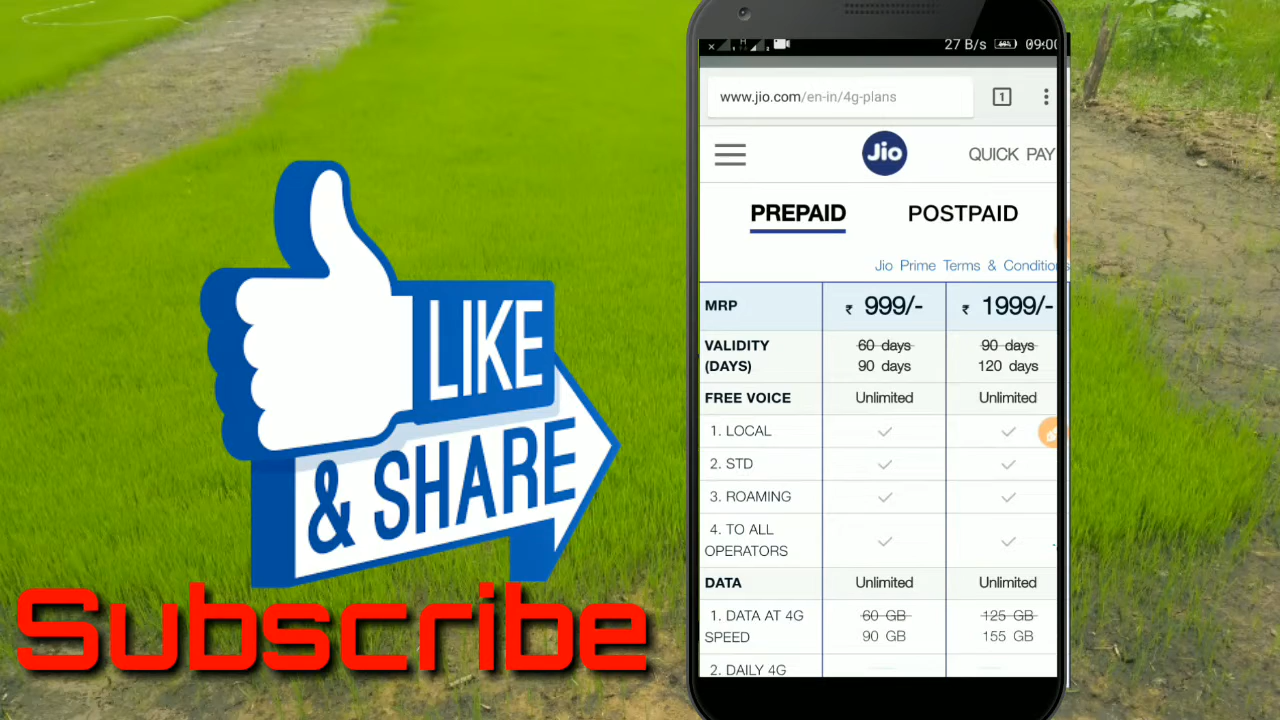 LIKE
& SHARE
Subscribe
27 B/s 09:00
www.jio.com/en-in/4g-plans 1
Jio QUICK PAY
PREPAID POSTPAID
Jio Prime Terms & Conditions
MRP ₹ 999/- ₹ 1999/-
VALIDITY 60 days 90 days
(DAYS) 90 days 120 days
FREE VOICE Unlimited Unlimited
1. LOCAL
2. STD
3. ROAMING
4. TO ALL
OPERATORS
DATA Unlimited Unlimited
1. DATA AT 4G 60 GB 125 GB
SPEED 90 GB 155 GB
2. DAILY 4G